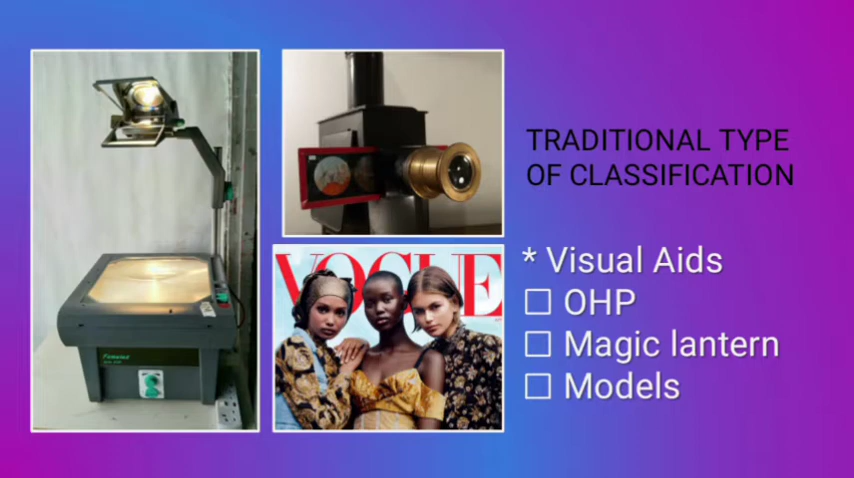 TRADITIONAL TYPE
OF CLASSIFICATION
* Visual Aids
☐ OHP
☐ Magic lantern
☐ Models
VOGUE